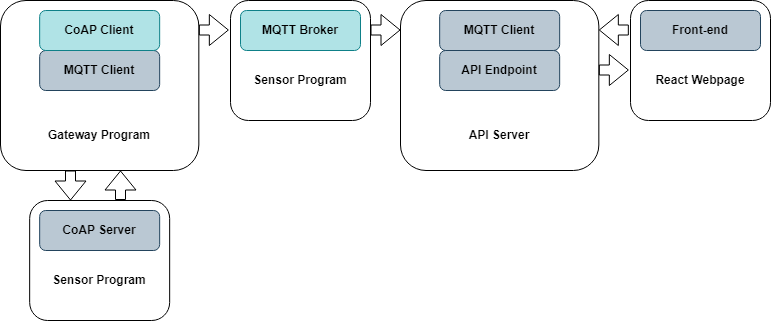 CoAP Client
MQTT Client
Gateway Program
MQTT Broker
Sensor Program
MQTT Client
API Endpoint
API Server
Front-end
React Webpage
CoAP Server
Sensor Program